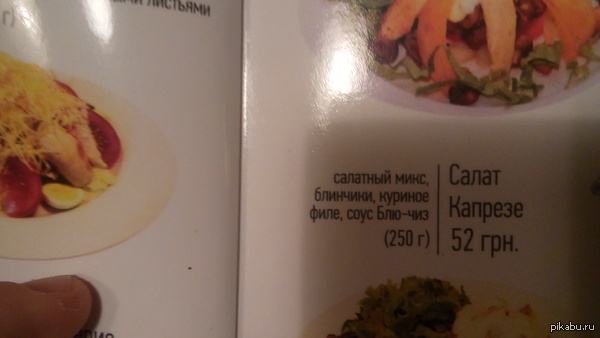 листьями
г)
салатный микс,
блинчики, куриное
филе, соус Блю-чиз
(250 г)
Салат
Капрезе
52 грн.
pikabu.ru